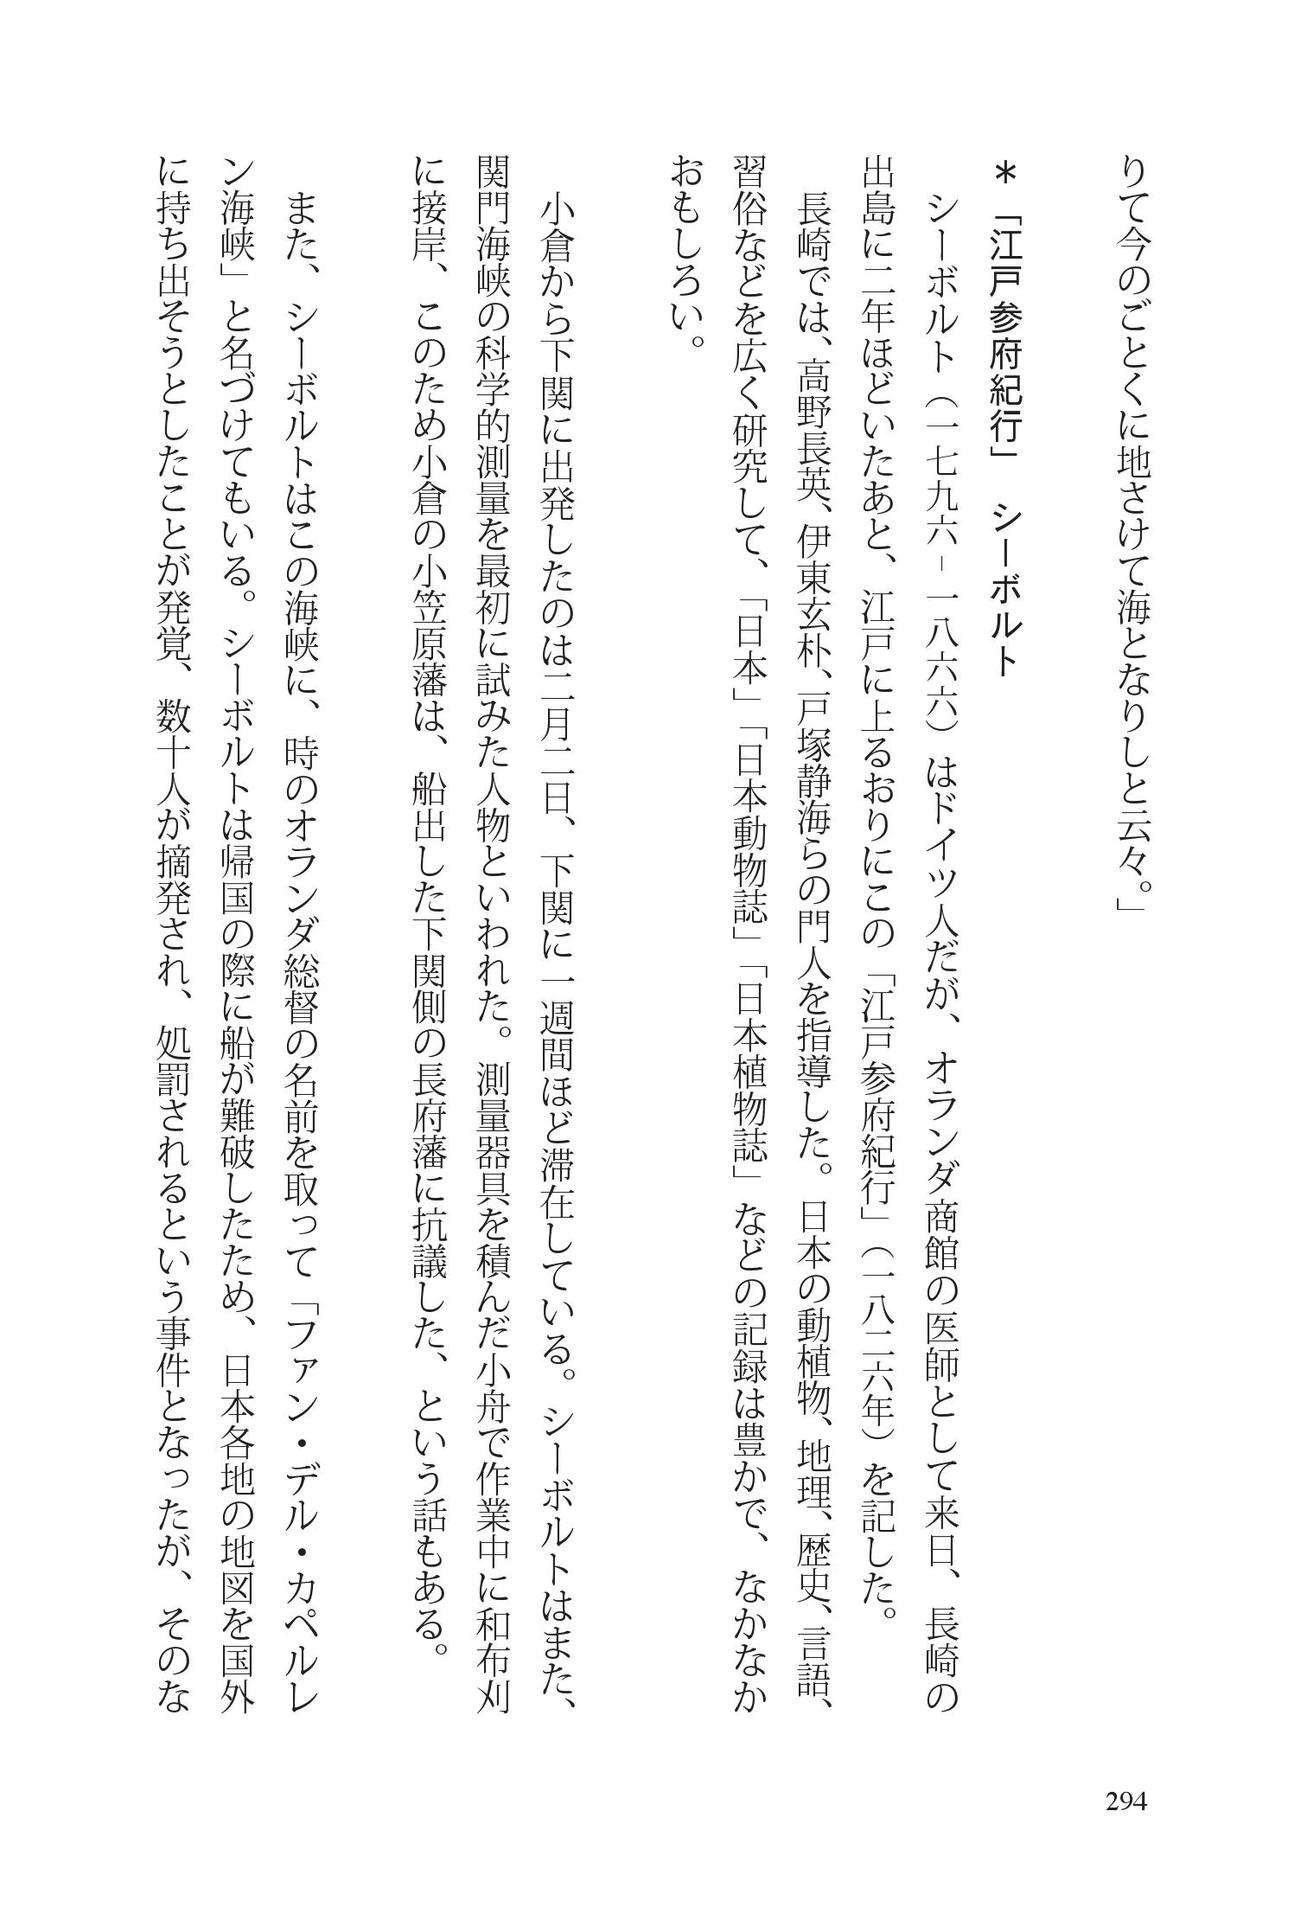 りて今のごとくに地さけて海となりしと云々。」
＊「江戸参府紀行」　シーボルト
　シーボルト（一七九六–一八六六）はドイツ人だが、オランダ商館の医師として来日、長崎の
出島に二年ほどいたあと、江戸に上るおりにこの「江戸参府紀行」（一八二六年）を記した。
　長崎では、高野長英、伊東玄朴、戸塚静海らの門人を指導した。日本の動植物、地理、歴史、言語、
習俗などを広く研究して、「日本」「日本動物誌」「日本植物誌」などの記録は豊かで、なかなか
おもしろい。
　小倉から下関に出発したのは二月二日、下関に一週間ほど滞在している。シーボルトはまた、
関門海峡の科学的測量を最初に試みた人物といわれた。測量器具を積んだ小舟で作業中に和布刈
に接岸、このため小倉の小笠原藩は、船出した下関側の長府藩に抗議した、という話もある。
　また、シーボルトはこの海峡に、時のオランダ総督の名前を取って「ファン・デル・カペルレ
ン海峡」と名づけてもいる。シーボルトは帰国の際に船が難破したため、日本各地の地図を国外
に持ち出そうとしたことが発覚、数十人が摘発され、処罰されるという事件となったが、そのな
294